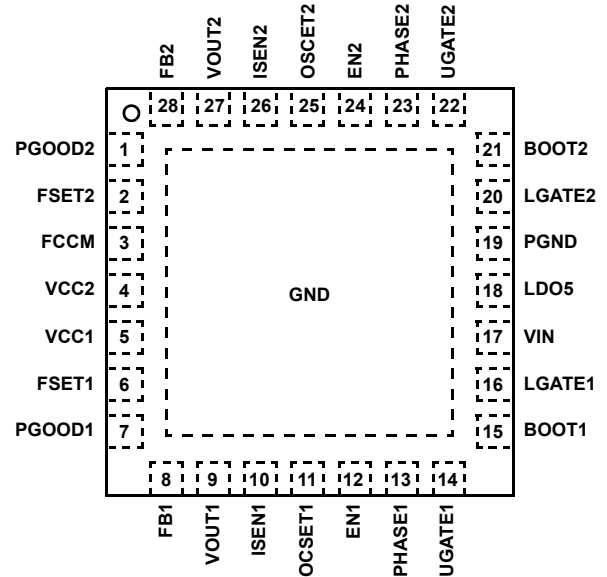 FB2
VOUT2
ISEN2
OSCET2
EN2
PHASE2
UGATE2
28 27 26 25 24 23 22
PGOOD2 1
FSET2 2
FCCM 3
VCC2 4
VCC1 5
FSET1 6
PGOOD1 7
GND
21 BOOT2
20 LGATE2
19 PGND
18 LDO5
17 VIN
16 LGATE1
15 BOOT1
8 9 10 11 12 13 14
FB1
VOUT1
ISEN1
OCSET1
EN1
PHASE1
UGATE1